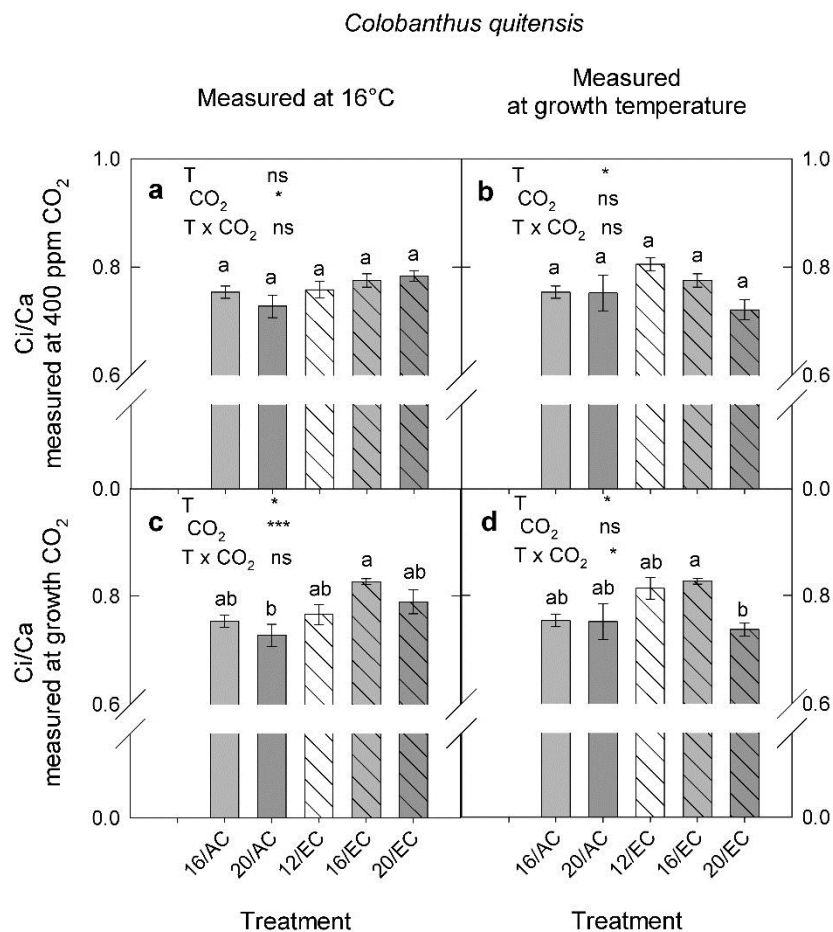 Colobanthus quitensis
Measured at 16°C
Measured
at growth temperature
Ci/Ca
measured at 400 ppm CO₂
1.0
0.8
0.6
0.0
a
T ns
CO₂ *
T x CO₂ ns
a a a a a
b
T *
CO₂ ns
T x CO₂ ns
a a a a a
1.0
0.8
0.6
0.0
Ci/Ca
measured at growth CO₂
0.8
0.6
0.0
c
T *
CO₂ ***
T x CO₂ ns
ab b ab a ab
d
T *
CO₂ ns
T x CO₂ *
ab ab ab a b
0.8
0.6
0.0
16/AC 20/AC 12/EC 16/EC 20/EC
16/AC 20/AC 12/EC 16/EC 20/EC
Treatment
Treatment